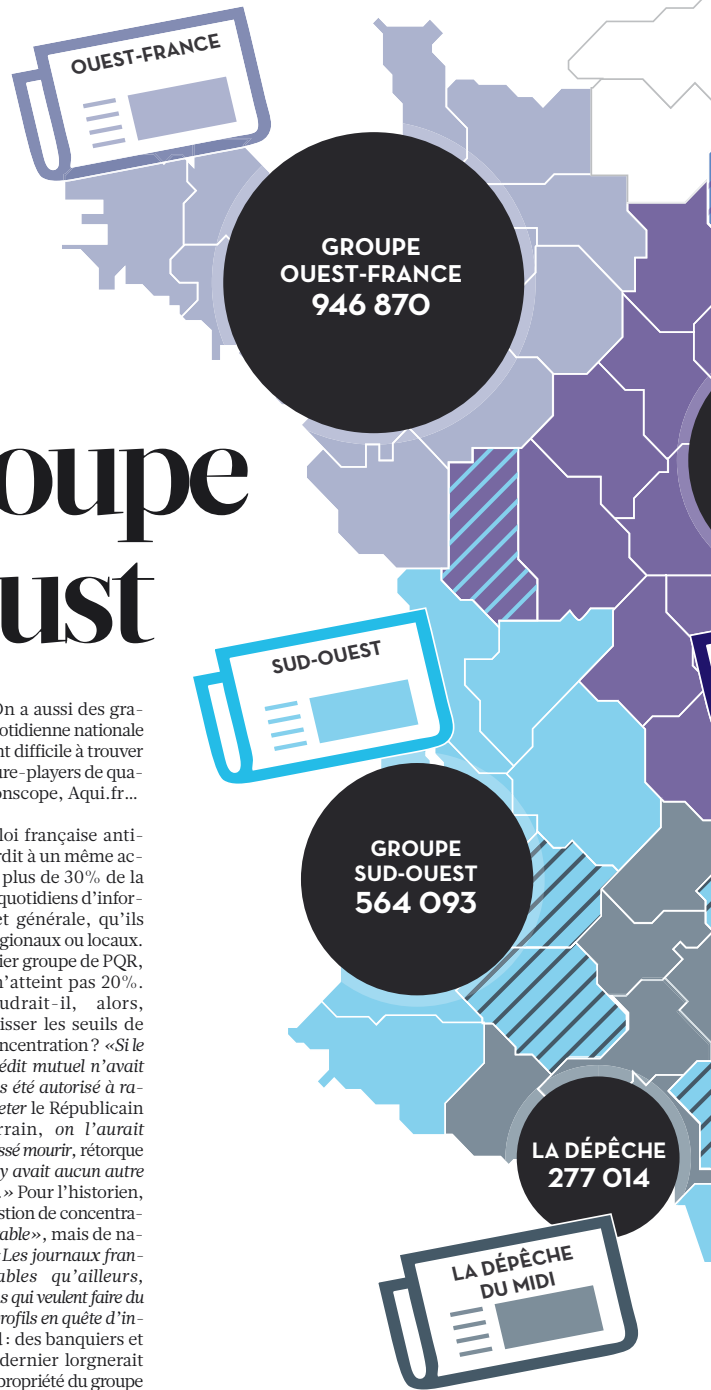 OUEST-FRANCE
GROUPE
OUEST-FRANCE
946 870
oupe
ust
SUD-OUEST
GROUPE
SUD-OUEST
564 093
LA DÉPÊCHE
277 014
LA DÉPÊCHE
DU MIDI
On a aussi des gra-
otidienne nationale
nt difficile à trouver
ure-players de qua-
onscope, Aqui.fr…
loi française anti-
rdit à un même ac-
plus de 30% de la
quotidiens d’infor-
et générale, qu’ils
gionaux ou locaux.
ier groupe de PQR,
n’atteint pas 20%.
udrait-il, alors,
isser les seuils de
ncentration? «Si le
édit mutuel n’avait
s été autorisé à ra-
eter le Républicain
rrain, on l’aurait
ssé mourir, rétorque
y avait aucun autre
.» Pour l’historien,
stion de concentra-
able», mais de na-
Les journaux fran-
ables qu’ailleurs,
s qui veulent faire du
rofils en quête d’in-
l : des banquiers et
dernier lorgnerait
propriété du groupe